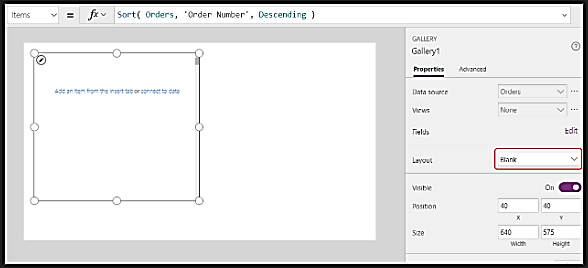 Items = fx Sort( Orders, 'Order Number', Descending )
Add an item from the insert tab or connect to data
GALLERY
Gallery1
Properties Advanced
Data source Orders
Views None
Fields Edit
Layout Blank
Visible On
Position 40 40
X Y
Size 640 575
Width Height